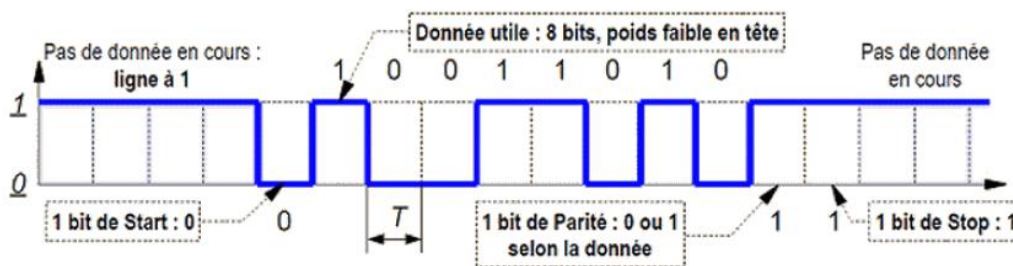 Donnée utile : 8 bits, poids faible en tête
Pas de donnée en cours :
ligne à 1
1 0 0 1 1 0 1 0
Pas de donnée
en cours
1
0
1 bit de Start : 0
0
T
1 bit de Parité : 0 ou 1
selon la donnée
1 1
1 bit de Stop : 1